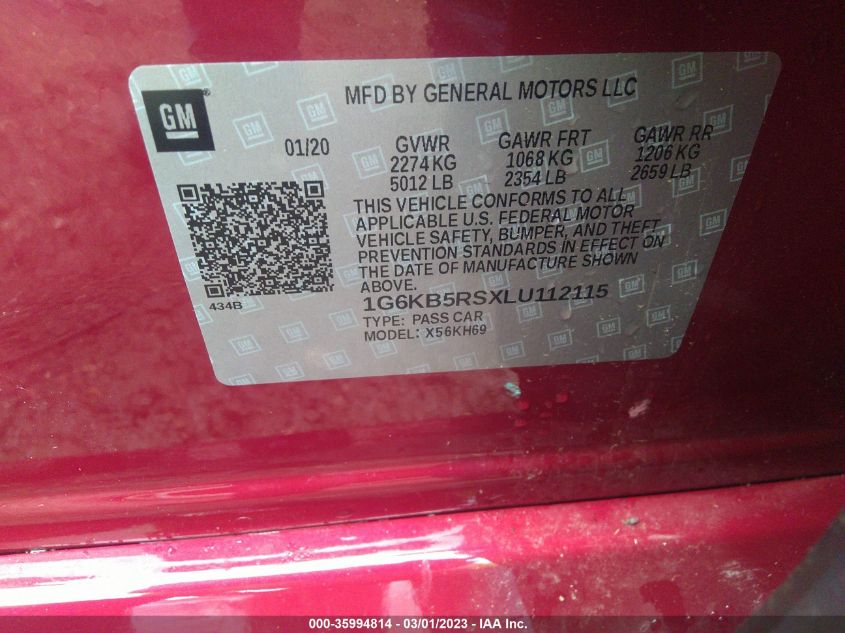 GM
MFD BY GENERAL MOTORS LLC
01/20
GVWR GAWR FRT GAWR RR
2274 KG 1068 KG 1206 KG
5012 LB 2354 LB 2659 LB
THIS VEHICLE CONFORMS TO ALL
APPLICABLE U.S. FEDERAL MOTOR
VEHICLE SAFETY, BUMPER, AND THEFT
PREVENTION STANDARDS IN EFFECT ON
THE DATE OF MANUFACTURE SHOWN
ABOVE.
434B
1G6KB5RSXLU112115
TYPE: PASS CAR
MODEL: X56KH69
000-35994814 - 03/01/2023 - © IAA Inc.